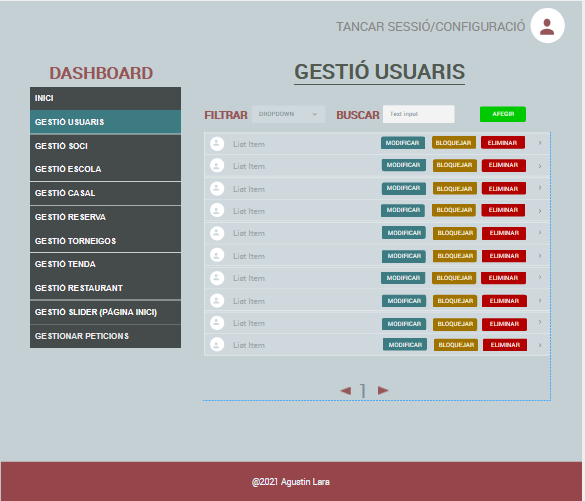 TANCAR SESSIÓ/CONFIGURACIÓ
DASHBOARD
INICI
GESTIÓ USUARIS
GESTIÓ SOCI
GESTIÓ ESCOLA
GESTIÓ CASAL
GESTIÓ RESERVA
GESTIÓ TORNEIGOS
GESTIÓ TENDA
GESTIÓ RESTAURANT
GESTIÓ SLIDER (PÁGINA INICI)
GESTIONAR PETICIONS
GESTIÓ USUARIS
FILTRAR DROPDOWN BUSCAR Text input AFEGIR
List Item MODIFICAR BLOQUEJAR ELIMINAR
List Item MODIFICAR BLOQUEJAR ELIMINAR
List Item MODIFICAR BLOQUEJAR ELIMINAR
List Item MODIFICAR BLOQUEJAR ELIMINAR
List Item MODIFICAR BLOQUEJAR ELIMINAR
List Item MODIFICAR BLOQUEJAR ELIMINAR
List Item MODIFICAR BLOQUEJAR ELIMINAR
List Item MODIFICAR BLOQUEJAR ELIMINAR
List Item MODIFICAR BLOQUEJAR ELIMINAR
List Item MODIFICAR BLOQUEJAR ELIMINAR
1
@2021 Agustin Lara